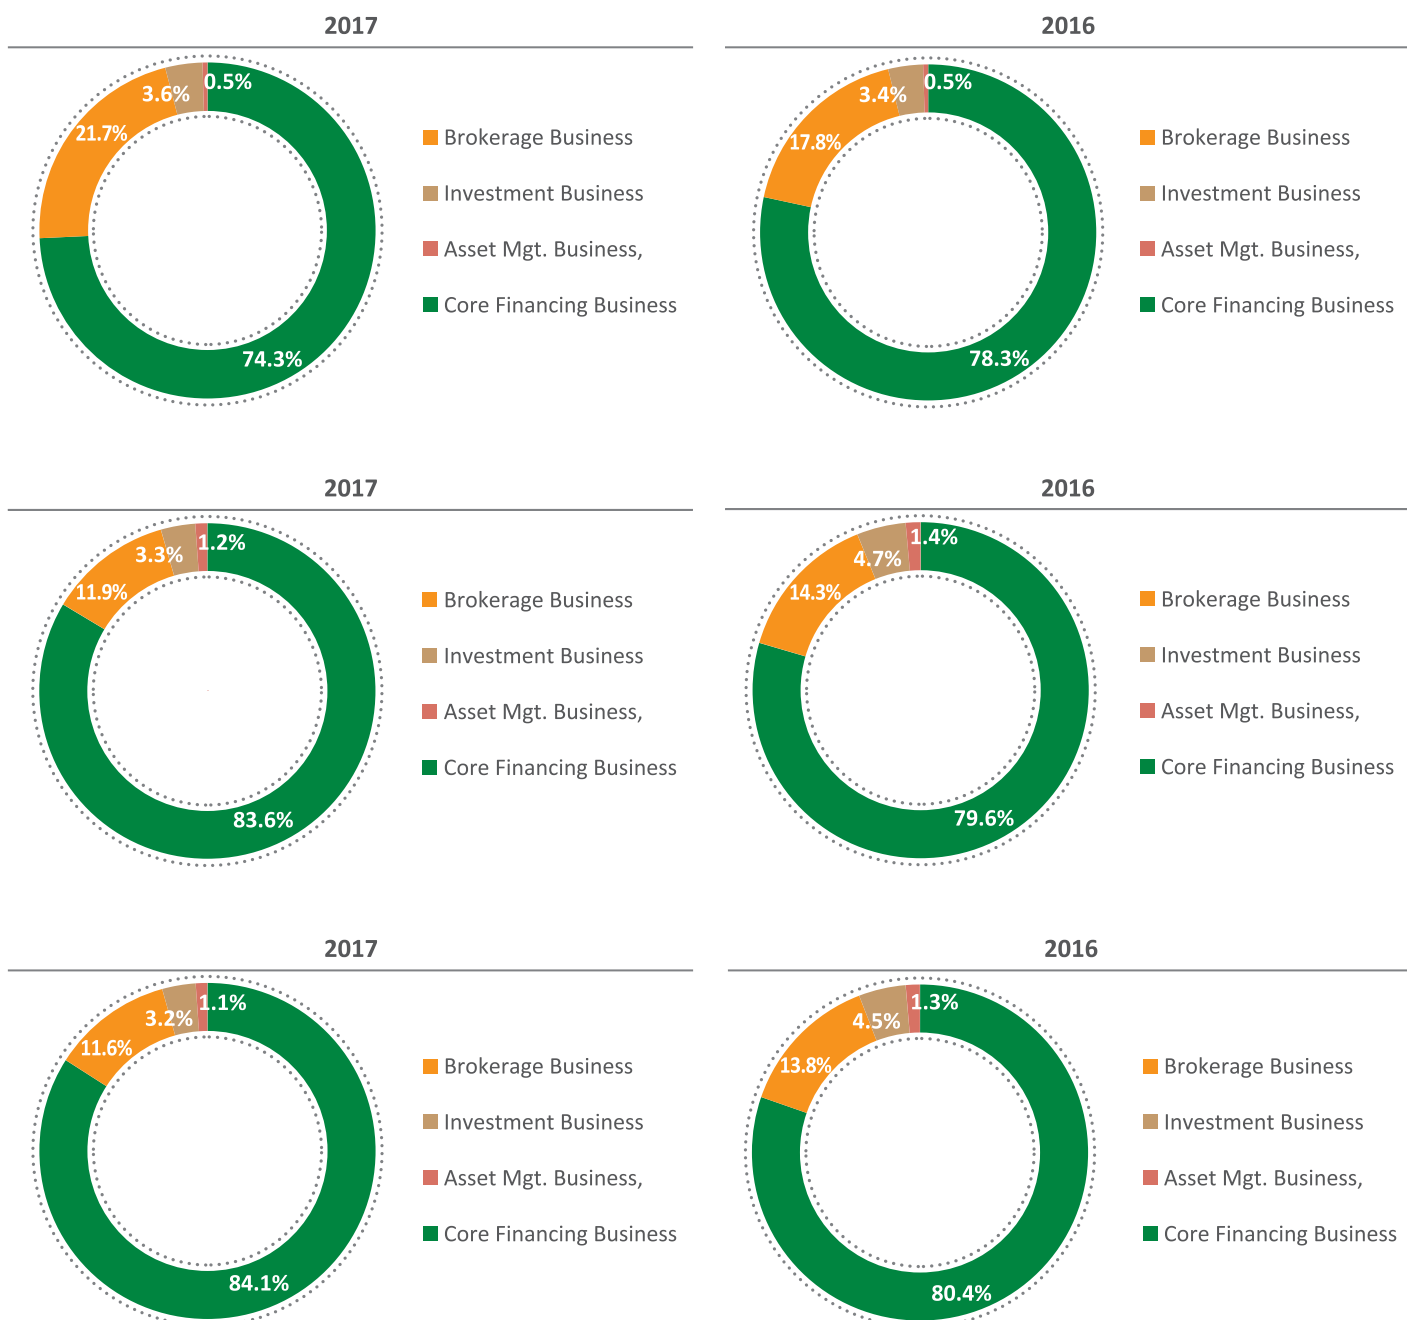 2017
0.5%
3.6%
21.7%
74.3%
Brokerage Business
Investment Business
Asset Mgt. Business,
Core Financing Business
2016
0.5%
3.4%
17.8%
78.3%
Brokerage Business
Investment Business
Asset Mgt. Business,
Core Financing Business
2017
1.2%
3.3%
11.9%
83.6%
Brokerage Business
Investment Business
Asset Mgt. Business,
Core Financing Business
2016
1.4%
4.7%
14.3%
79.6%
Brokerage Business
Investment Business
Asset Mgt. Business,
Core Financing Business
2017
1.1%
3.2%
11.6%
84.1%
Brokerage Business
Investment Business
Asset Mgt. Business,
Core Financing Business
2016
1.3%
4.5%
13.8%
80.4%
Brokerage Business
Investment Business
Asset Mgt. Business,
Core Financing Business